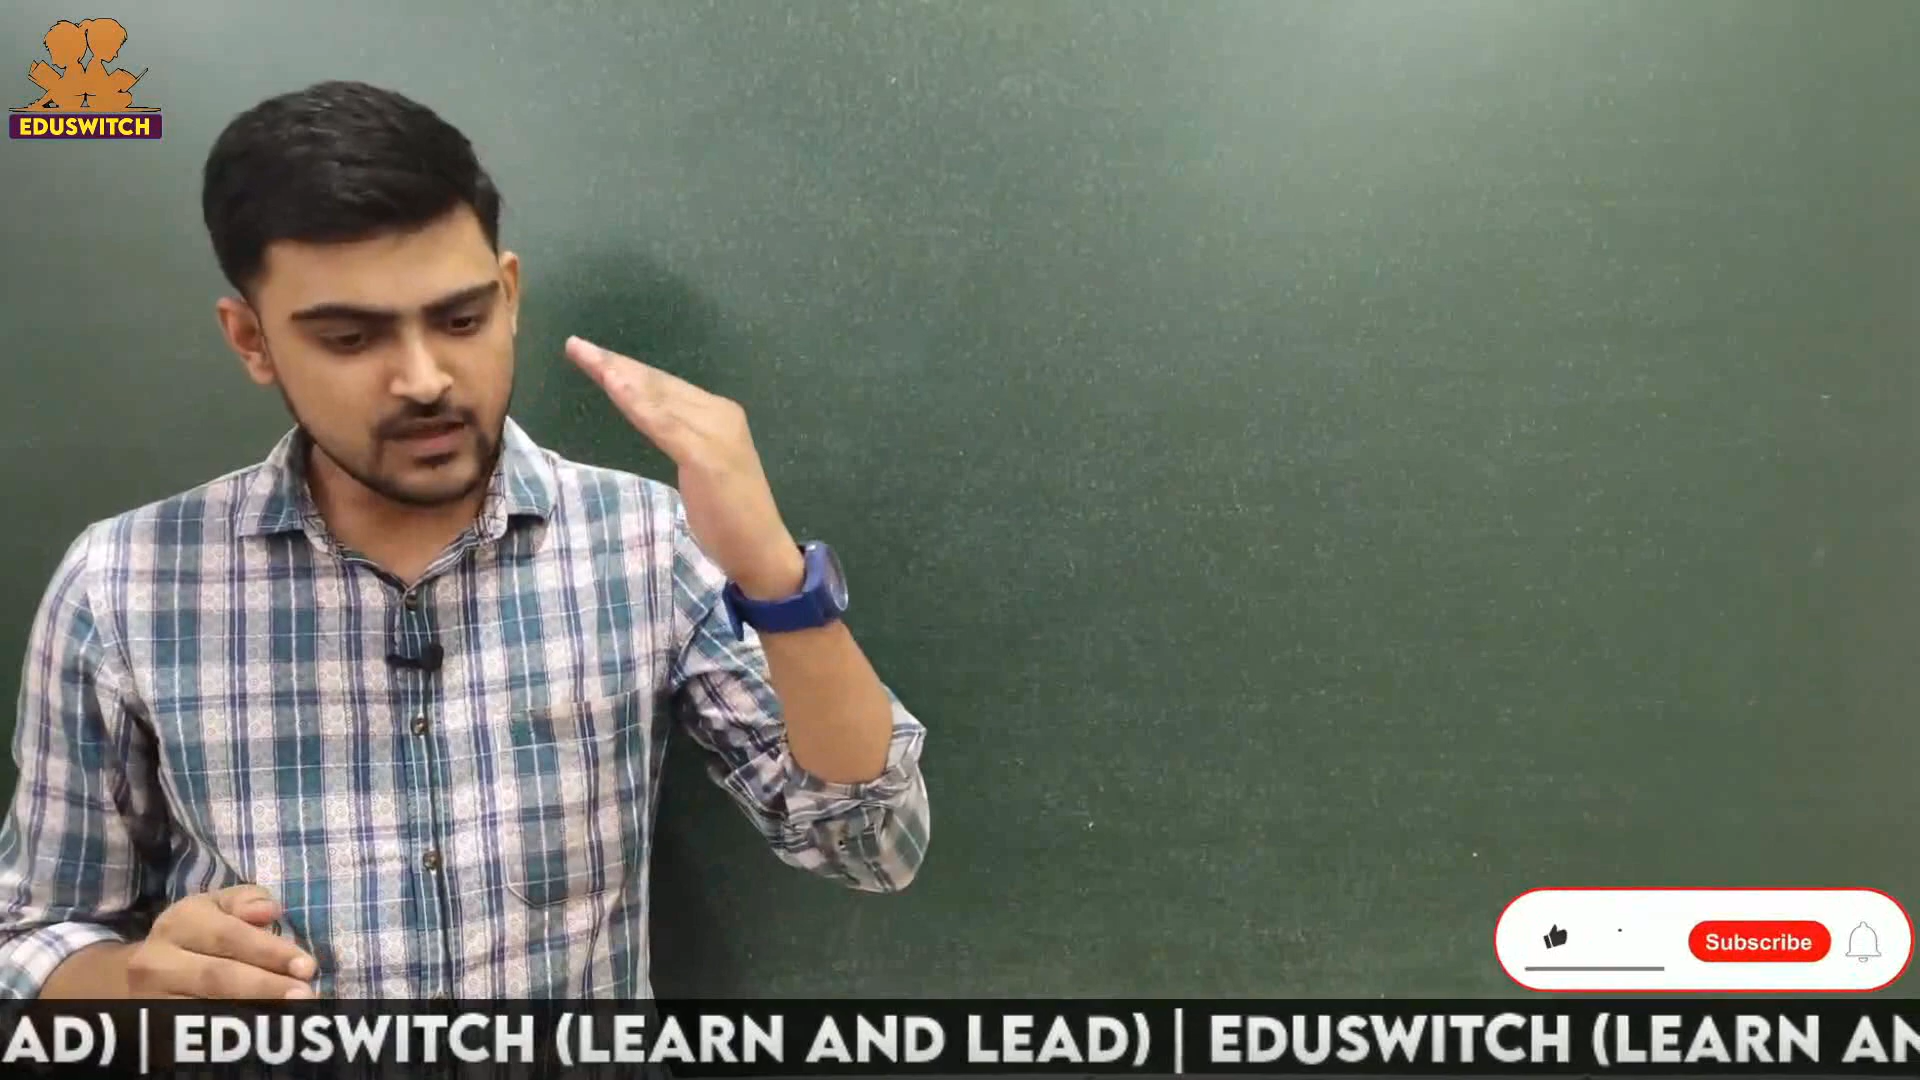 EDUSWITCH
Subscribe
AD) | EDUSWITCH (LEARN AND LEAD) | EDUSWITCH (LEARN AN